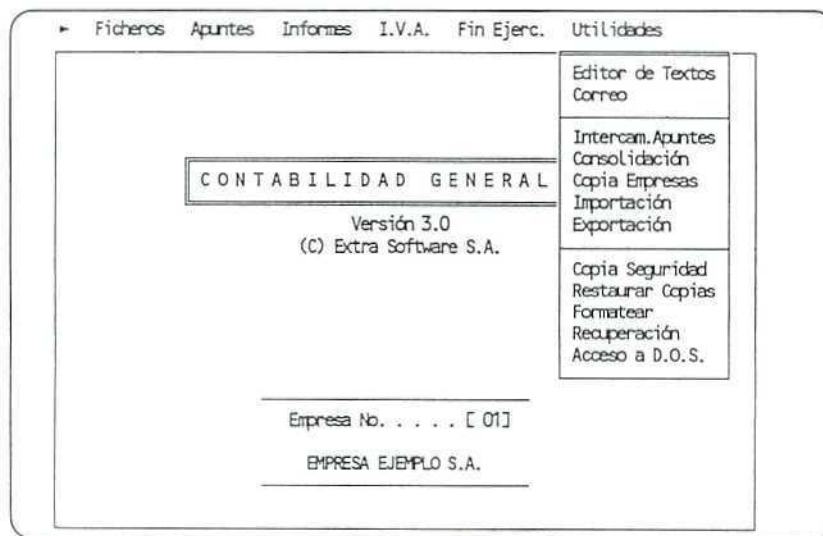 ► Ficheros Apuntes Informes I.V.A. Fin Ejerc. Utilidades
Editor de Textos
Correo
Intercam.Apuntes
Consolidación
Copia Empresas
Importación
Exportación
Copia Seguridad
Restaurar Copias
Formatear
Recuperación
Acceso a D.O.S.
CONTABILIDAD GENERAL
Versión 3.0
(C) Extra Software S.A.
Empresa No. . . . . [ 01]
EMPRESA EJEMPLO S.A.